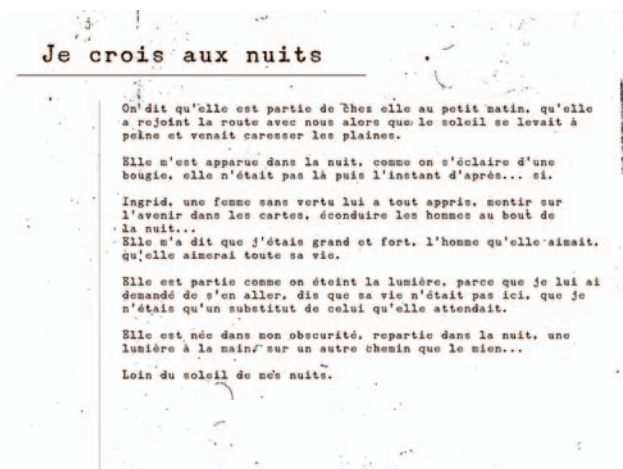 Je crois aux nuits
On dit qu'elle est partie de chez elle au petit matin, qu'elle
a rejoint la route avec nous alors que le soleil se levait à
peine et venait caresser les plaines.
Elle m'est apparue dans la nuit, comme on s'éclaire d'une
bougie, elle n'était pas là puis l'instant d'après... si.
Ingrid, une femme sans vertu lui a tout appris, mentir sur
l'avenir dans les cartes, éconduire les hommes au bout de
la nuit...
Elle m'a dit que j'étais grand et fort, l'homme qu'elle aimait,
qu'elle aimerai toute sa vie.
Elle est partie comme on éteint la lumière, parce que je lui ai
demandé de s'en aller, dis que sa vie n'était pas ici, que je
n'étais qu'un substitut de celui qu'elle attendait.
Elle est née dans mon obscurité, repartie dans la nuit, une
lumière à la main, sur un autre chemin que le mien...
Loin du soleil de mes nuits.